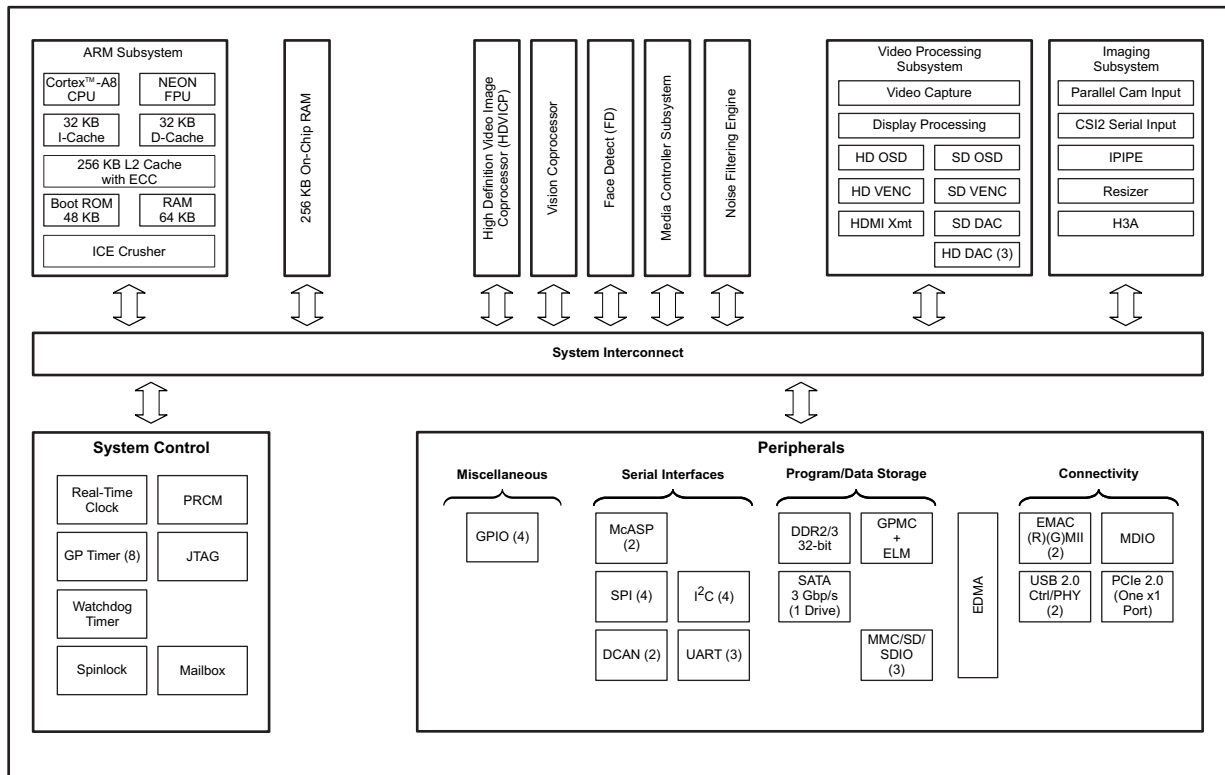 ARM Subsystem
Cortex™-A8
CPU
NEON
FPU
32 KB
I-Cache
32 KB
D-Cache
256 KB L2 Cache
with ECC
Boot ROM
48 KB
RAM
64 KB
ICE Crusher
256 KB On-Chip RAM
High Definition Video Image
Coprocessor (HDVICP)
Vision Coprocessor
Face Detect (FD)
Media Controller Subsystem
Noise Filtering Engine
Video Processing
Subsystem
Video Capture
Display Processing
HD OSD
SD OSD
HD VENC
SD VENC
HDMI Xmt
SD DAC
HD DAC (3)
Imaging
Subsystem
Parallel Cam Input
CSI2 Serial Input
IPIPE
Resizer
H3A
System Interconnect
System Control
Real-Time
Clock
PRCM
GP Timer (8)
JTAG
Watchdog
Timer
Spinlock
Mailbox
Peripherals
Miscellaneous
GPIO (4)
Serial Interfaces
McASP
(2)
SPI (4)
I²C (4)
DCAN (2)
UART (3)
Program/Data Storage
DDR2/3
32-bit
GPMC
+
ELM
SATA
3 Gbp/s
(1 Drive)
MMC/SD/
SDIO
(3)
EDMA
Connectivity
EMAC
(R)(G)MII
(2)
MDIO
USB 2.0
Ctrl/PHY
(2)
PCIe 2.0
(One x1
Port)